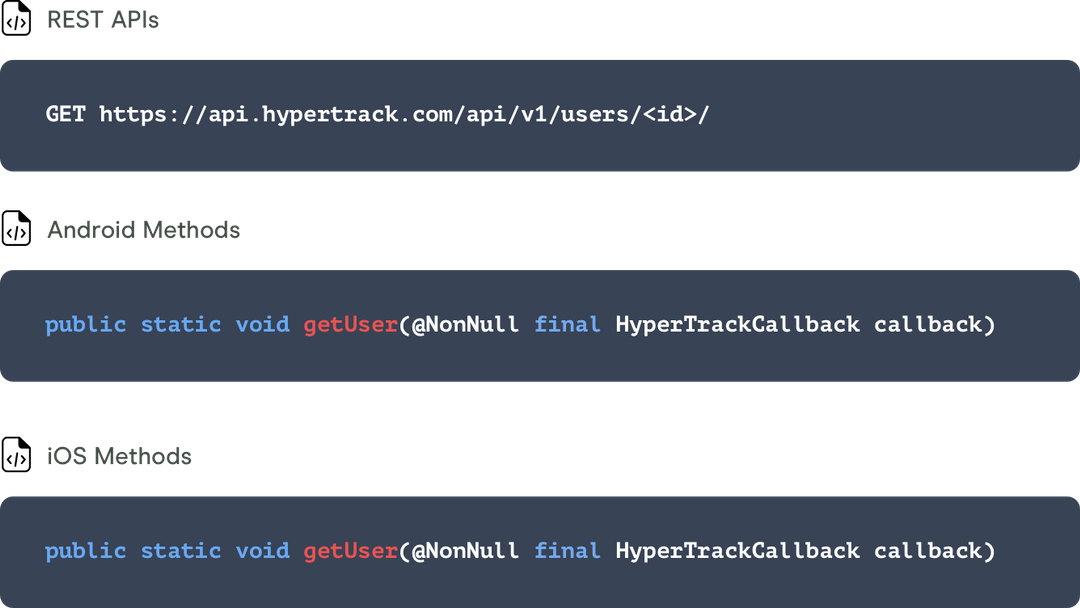 REST APIs
GET https://api.hypertrack.com/api/v1/users/<id>/
Android Methods
public static void getUser(@NonNull final HyperTrackCallback callback)
iOS Methods
public static void getUser(@NonNull final HyperTrackCallback callback)